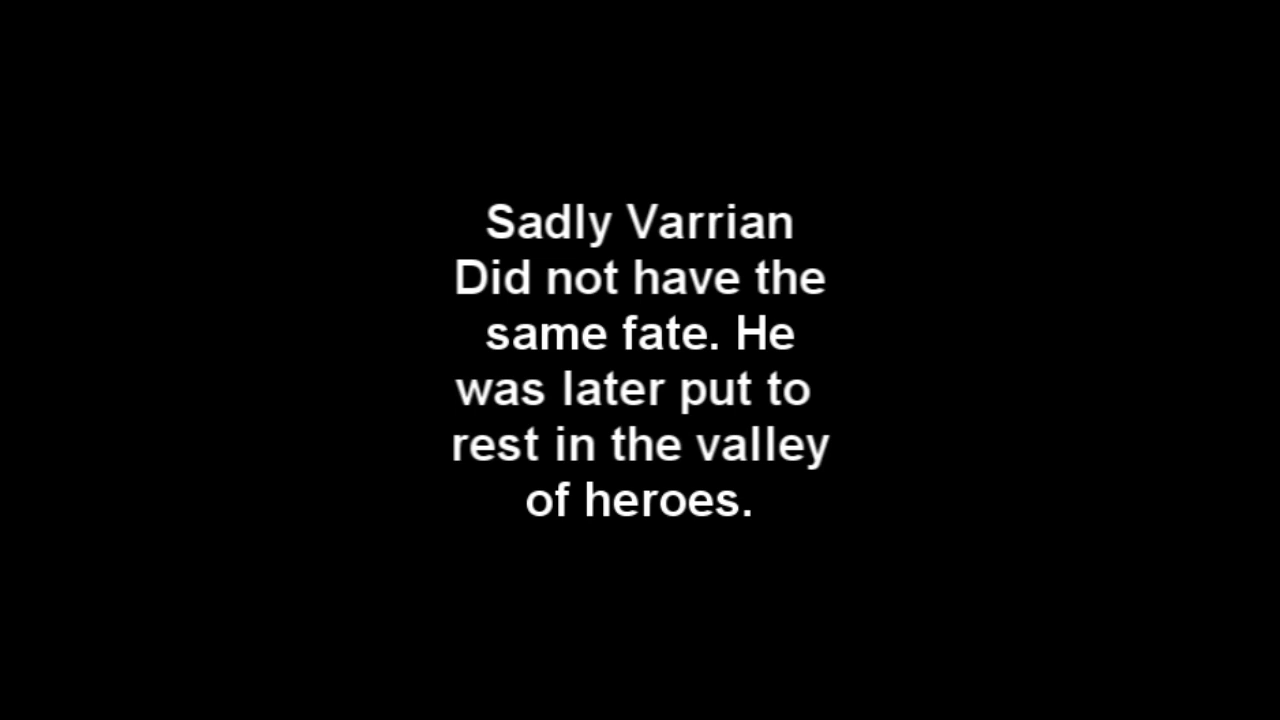 Sadly Varrian
Did not have the
same fate. He
was later put to
rest in the valley
of heroes.